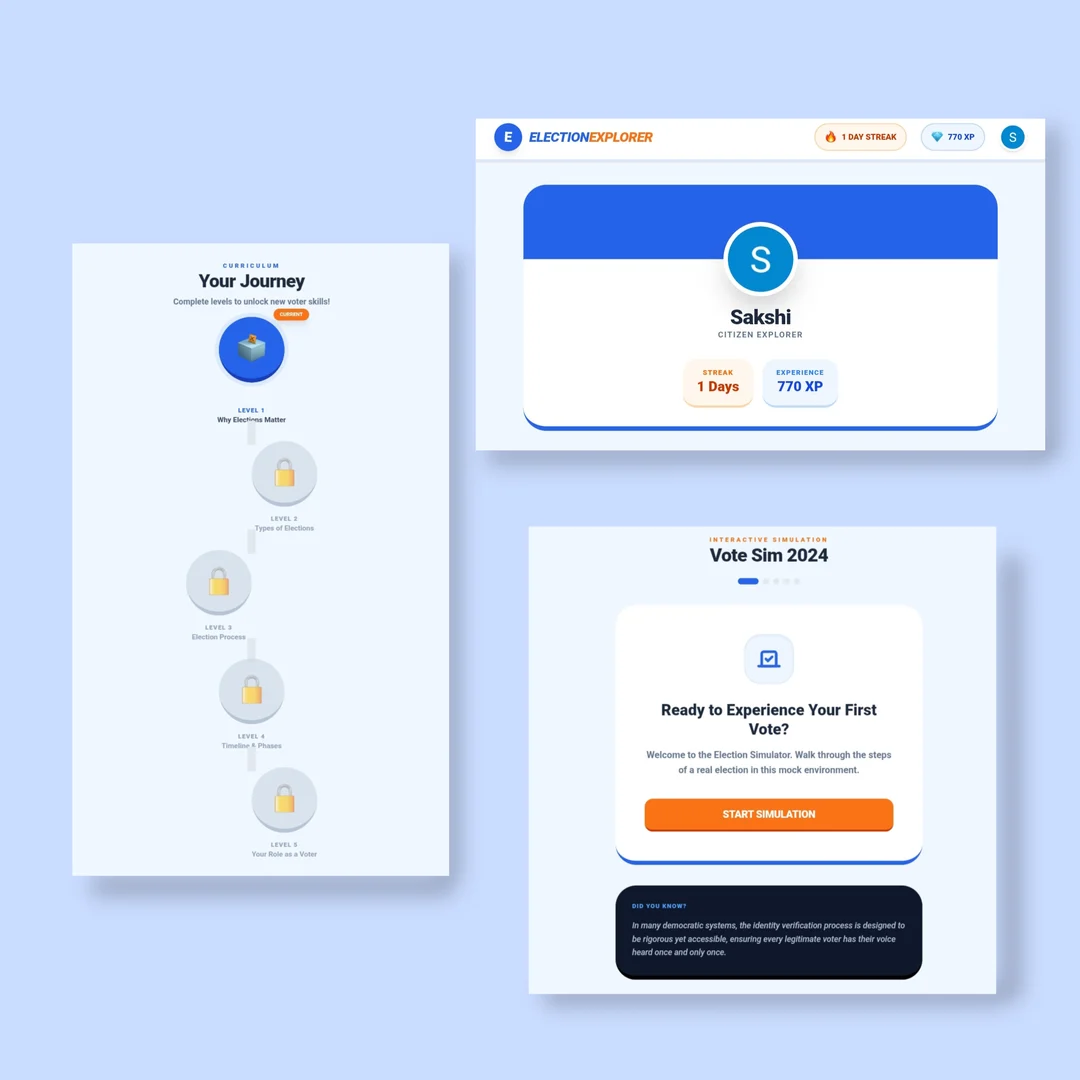 E ELECTIONEXPLORER
1 DAY STREAK
770 XP
S
S
Sakshi
CITIZEN EXPLORER
STREAK
1 Days
EXPERIENCE
770 XP
CURRICULUM
Your Journey
Complete levels to unlock new voter skills!
CURRENT
LEVEL 1
Why Elections Matter
LEVEL 2
Types of Elections
LEVEL 3
Election Process
LEVEL 4
Timeline & Phases
LEVEL 5
Your Role as a Voter
INTERACTIVE SIMULATION
Vote Sim 2024
Ready to Experience Your First
Vote?
Welcome to the Election Simulator. Walk through the steps
of a real election in this mock environment.
START SIMULATION
DID YOU KNOW?
In many democratic systems, the identity verification process is designed to
be rigorous yet accessible, ensuring every legitimate voter has their voice
heard once and only once.